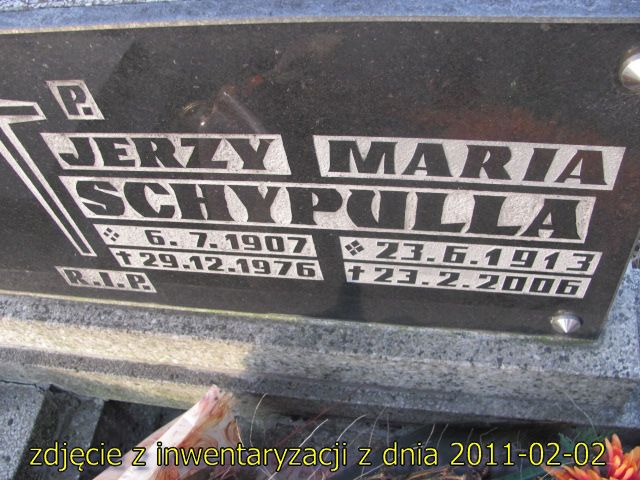 P.
JERZY MARIA
SCHYPULLA
6.7.1907 23.6.1913
†29.12.1976 †23.2.2006
R.I.P.
zdjęcie z inwentaryzacji z dnia 2011-02-02